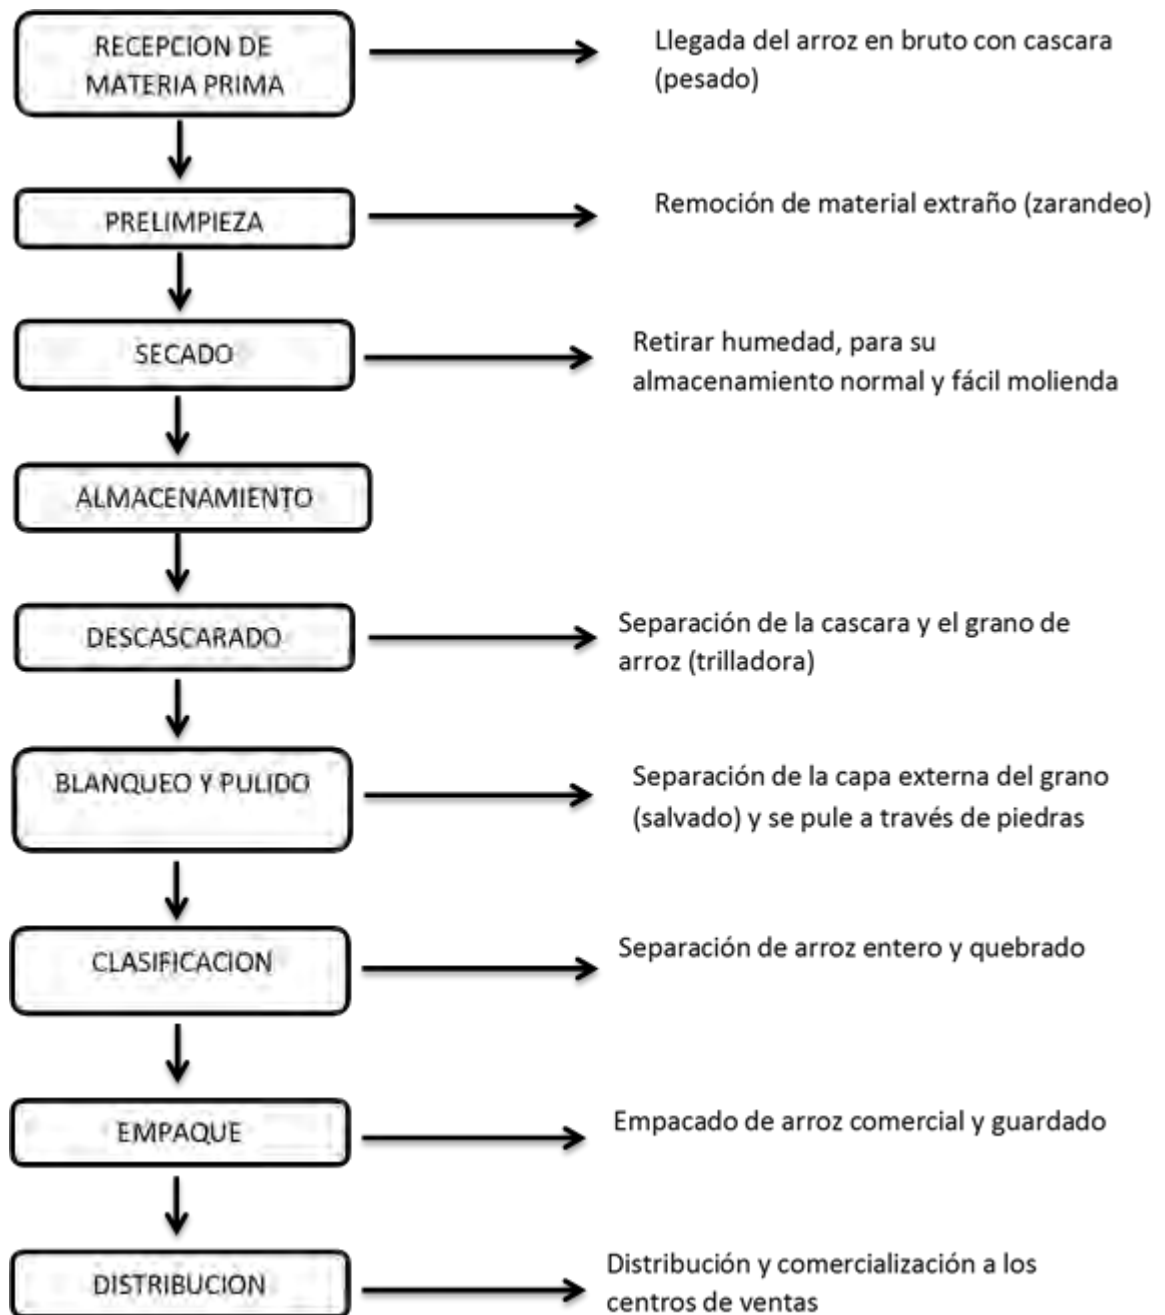 RECEPCION DE
MATERIA PRIMA
Llegada del arroz en bruto con cascara
(pesado)
PRELIMPIEZA
Remoción de material extraño (zarandeo)
SECADO
Retirar humedad, para su
almacenamiento normal y fácil molienda
ALMACENAMIENTO
DESCASCARADO
Separación de la cascara y el grano de
arroz (trilladora)
BLANQUEO Y PULIDO
Separación de la capa externa del grano
(salvado) y se pule a través de piedras
CLASIFICACION
Separación de arroz entero y quebrado
EMPAQUE
Empacado de arroz comercial y guardado
DISTRIBUCION
Distribución y comercialización a los
centros de ventas